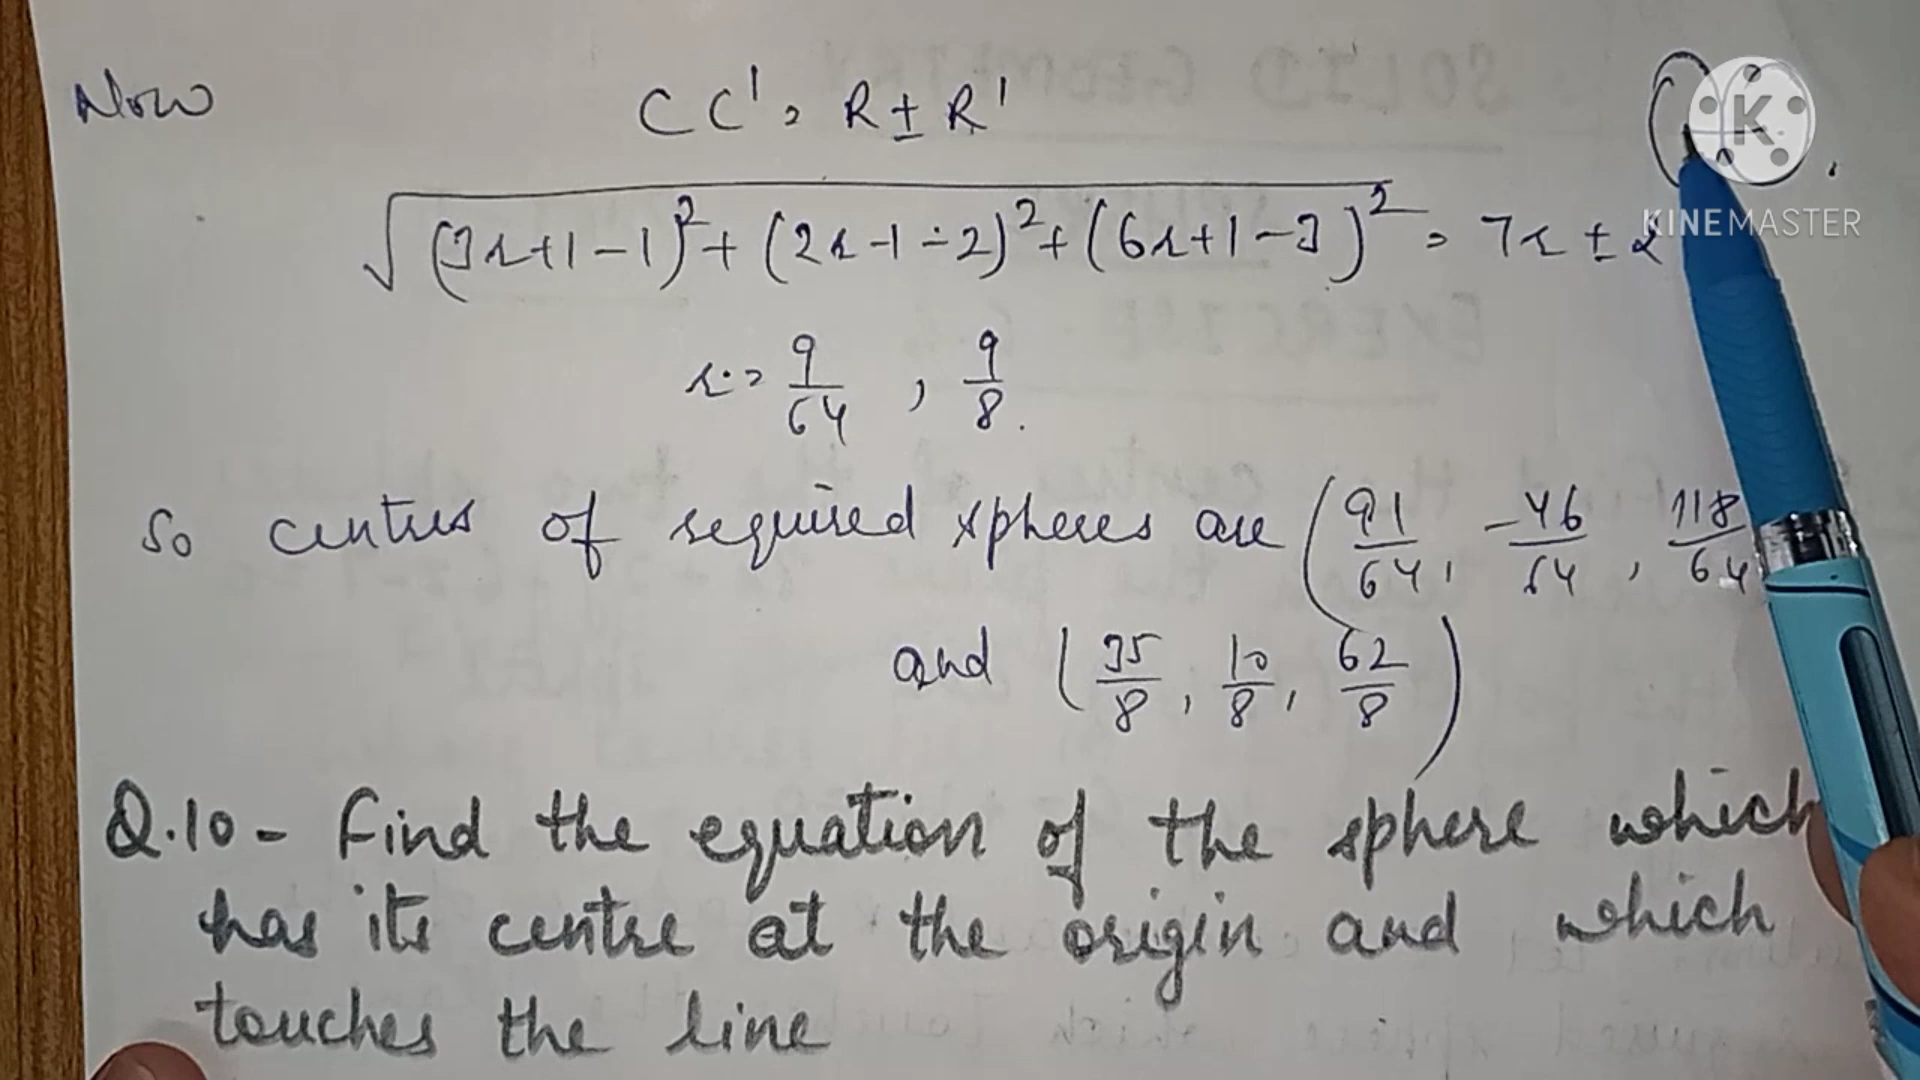 Now CC' = R ± R'
√(3r+1-1)²+(2r-1-2)²+(6r+1-3)² = 7r ± 2
r = 9/64 , 9/8.
So centres of required spheres are (91/64, -46/64, 118/64
and (35/8, 10/8, 62/8)
Q.10- Find the equation of the sphere which
has its centre at the origin and which
touches the line
K
KINEMASTER